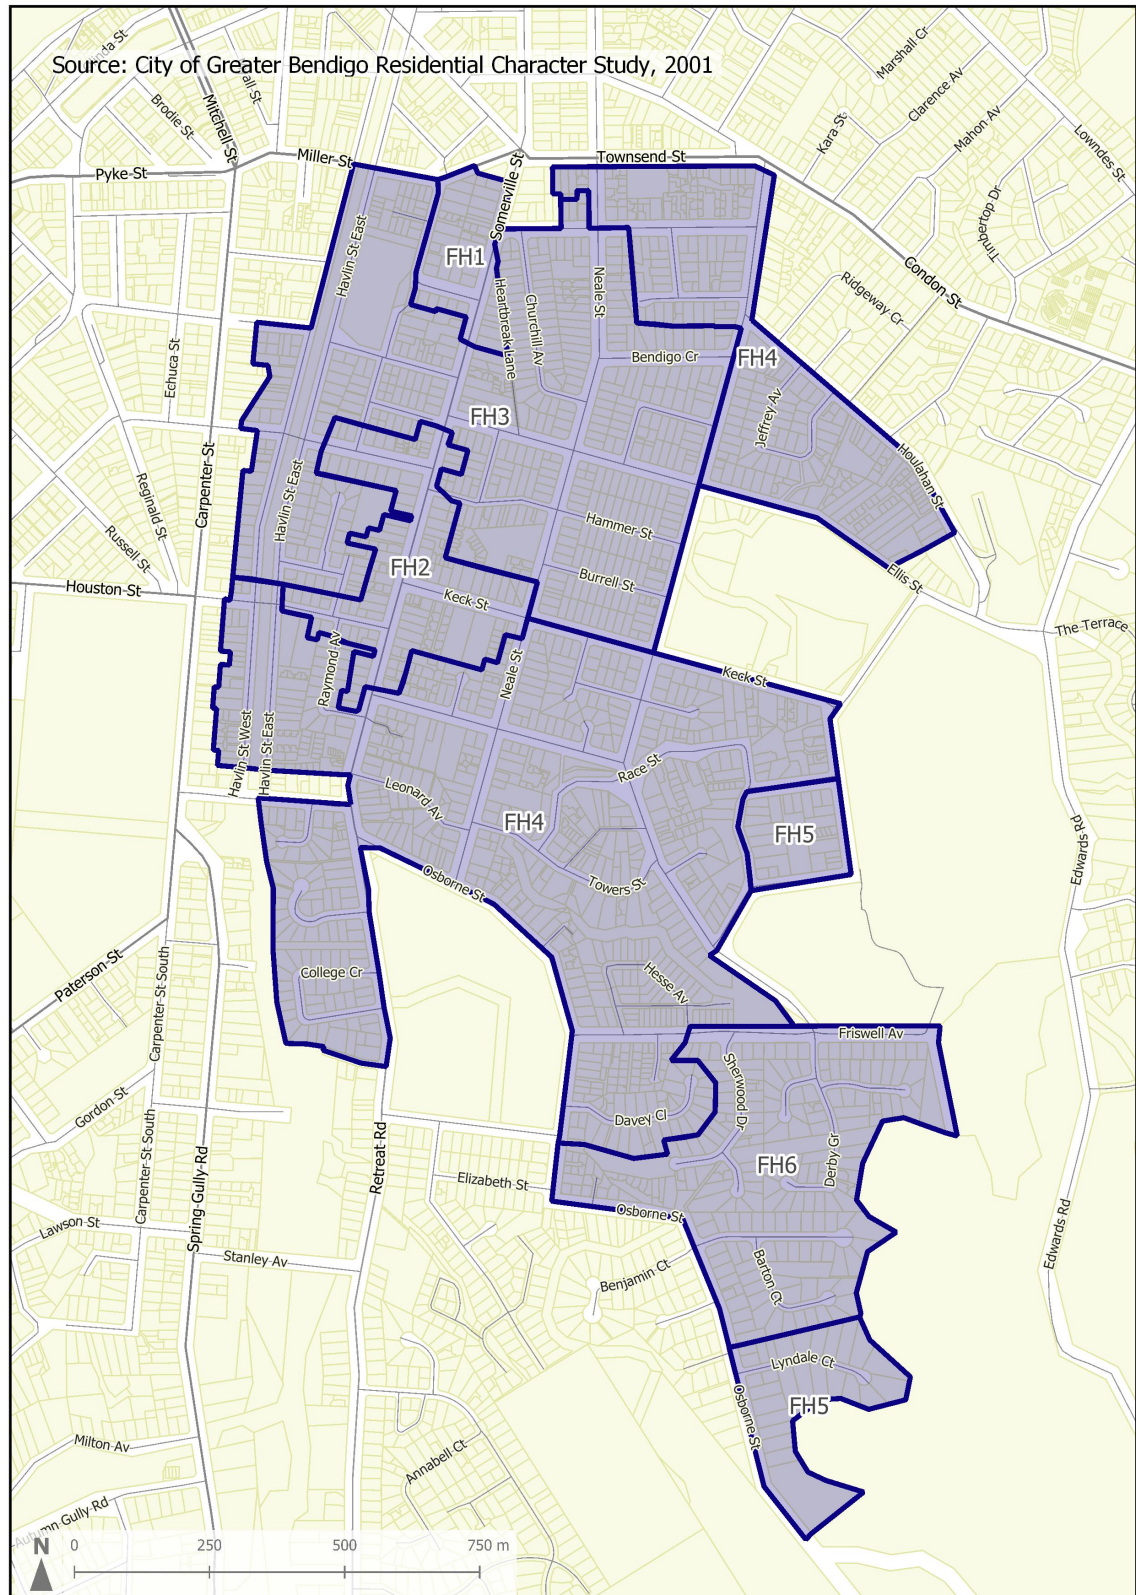 Source: City of Greater Bendigo Residential Character Study, 2001
Marshall Cr
Brodie St
Mitchell St
Clarence Av
Kara St
Mahon Av
Lowndes St
Miller St
Townsend St
Pyke St
Somerville St
Timbertop Dr
Havlin St East
FH1
Condon St
Neale St
Heartbreak Lane
Churchill Av
Ridgeway Cr
Echuca St
Bendigo Cr
FH4
Jeffrey Av
FH3
Carpenter St
Houlahan St
Reginald St
Havlin St East
Hammer St
Russell St
FH2
Burrell St
Ellis St
Houston St
Keck St
The Terrace
Raymond Av
Neale St
Keck St
Havlin St West
Havlin St East
Race St
Leonard Av
FH4
FH5
Edwards Rd
Osborne St
Towers St
Paterson St
College Cr
Hesse Av
Carpenter St South
Friswell Av
Sherwood Dr
Gordon St
Davey Cl
Carpenter St South
Retreat Rd
Derby Gr
FH6
Spring Gully Rd
Elizabeth St
Osborne St
Lawson St
Edwards Rd
Stanley Av
Benjamin Ct
Barton Ct
Lyndale Ct
FH5
Osborne St
Milton Av
Annabell Ct
Gully Rd
N
0 250 500 750 m